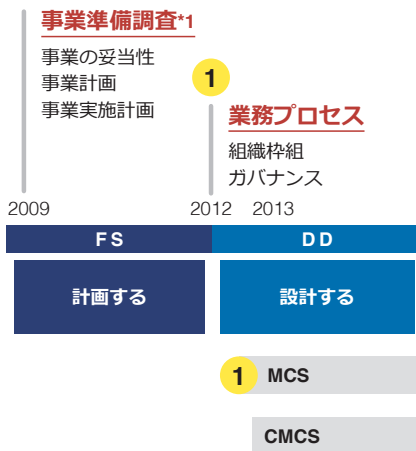 事業準備調査*1
事業の妥当性
事業計画
事業実施計画
1
業務プロセス
組織枠組
ガバナンス
2009
2012
2013
FS
DD
計画する
設計する
1
MCS
CMCS